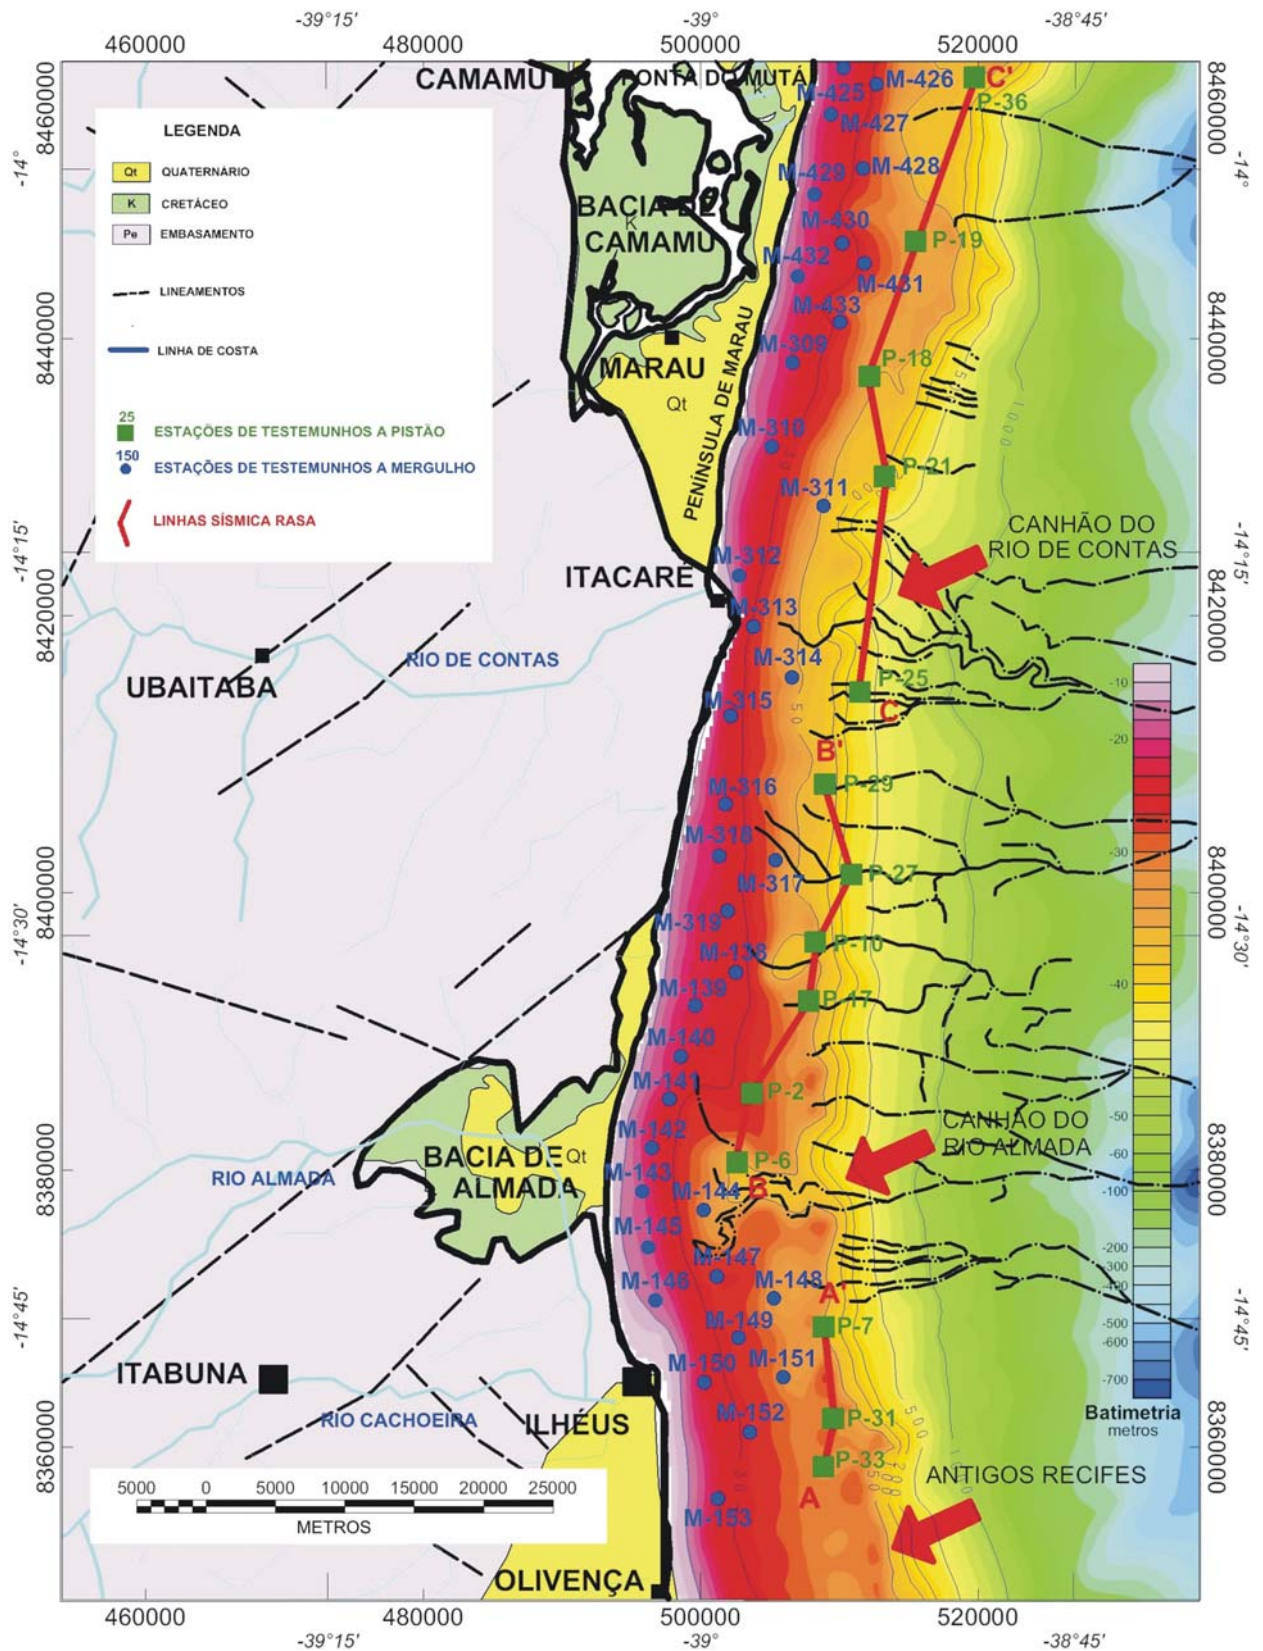 -39°15'
-39°
-38°45'
460000
480000
500000
520000
8460000
-14°
8440000
-14°15'
8420000
8400000
-14°30'
8380000
-14°45'
8360000
8460000
-14°
8440000
-14°15'
8420000
8400000
-14°30'
8380000
-14°45'
8360000
LEGENDA
Qt QUATERNÁRIO
K CRETÁCEO
Pe EMBASAMENTO
LINEAMENTOS
LINHA DE COSTA
25
ESTAÇÕES DE TESTEMUNHOS A PISTÃO
150
ESTAÇÕES DE TESTEMUNHOS A MERGULHO
LINHAS SÍSMICA RASA
CAMAMU
PONTA DO MUTÁ
K
BACIA DE
K
CAMAMU
MARAU
Qt
PENÍNSULA DE MARAU
ITACARÉ
UBAITABA
RIO DE CONTAS
BACIA DE
Qt
ALMADA
RIO ALMADA
ITABUNA
RIO CACHOEIRA
ILHÉUS
OLIVENÇA
M-425
M-426
M-427
M-428
M-429
M-430
M-431
M-432
M-433
M-309
M-310
M-311
M-312
M-313
M-314
M-315
M-316
M-318
M-317
M-319
M-138
M-139
M-140
M-141
M-142
M-143
M-144
M-145
M-147
M-146
M-148
M-149
M-150
M-151
M-152
M-153
C'
P-36
P-19
P-18
P-21
P-25
C
B'
P-29
P-27
P-10
P-17
P-2
P-6
B
A'
P-7
P-31
P-33
A
1000
50
30
CANHÃO DO
RIO DE CONTAS
CANHÃO DO
RIO ALMADA
ANTIGOS RECIFES
-10
-20
-30
-40
-50
-60
-100
-200
-300
-400
-500
-600
-700
Batimetria
metros
5000 0 5000 10000 15000 20000 25000
METROS
460000
480000
500000
520000
-39°15'
-39°
-38°45'